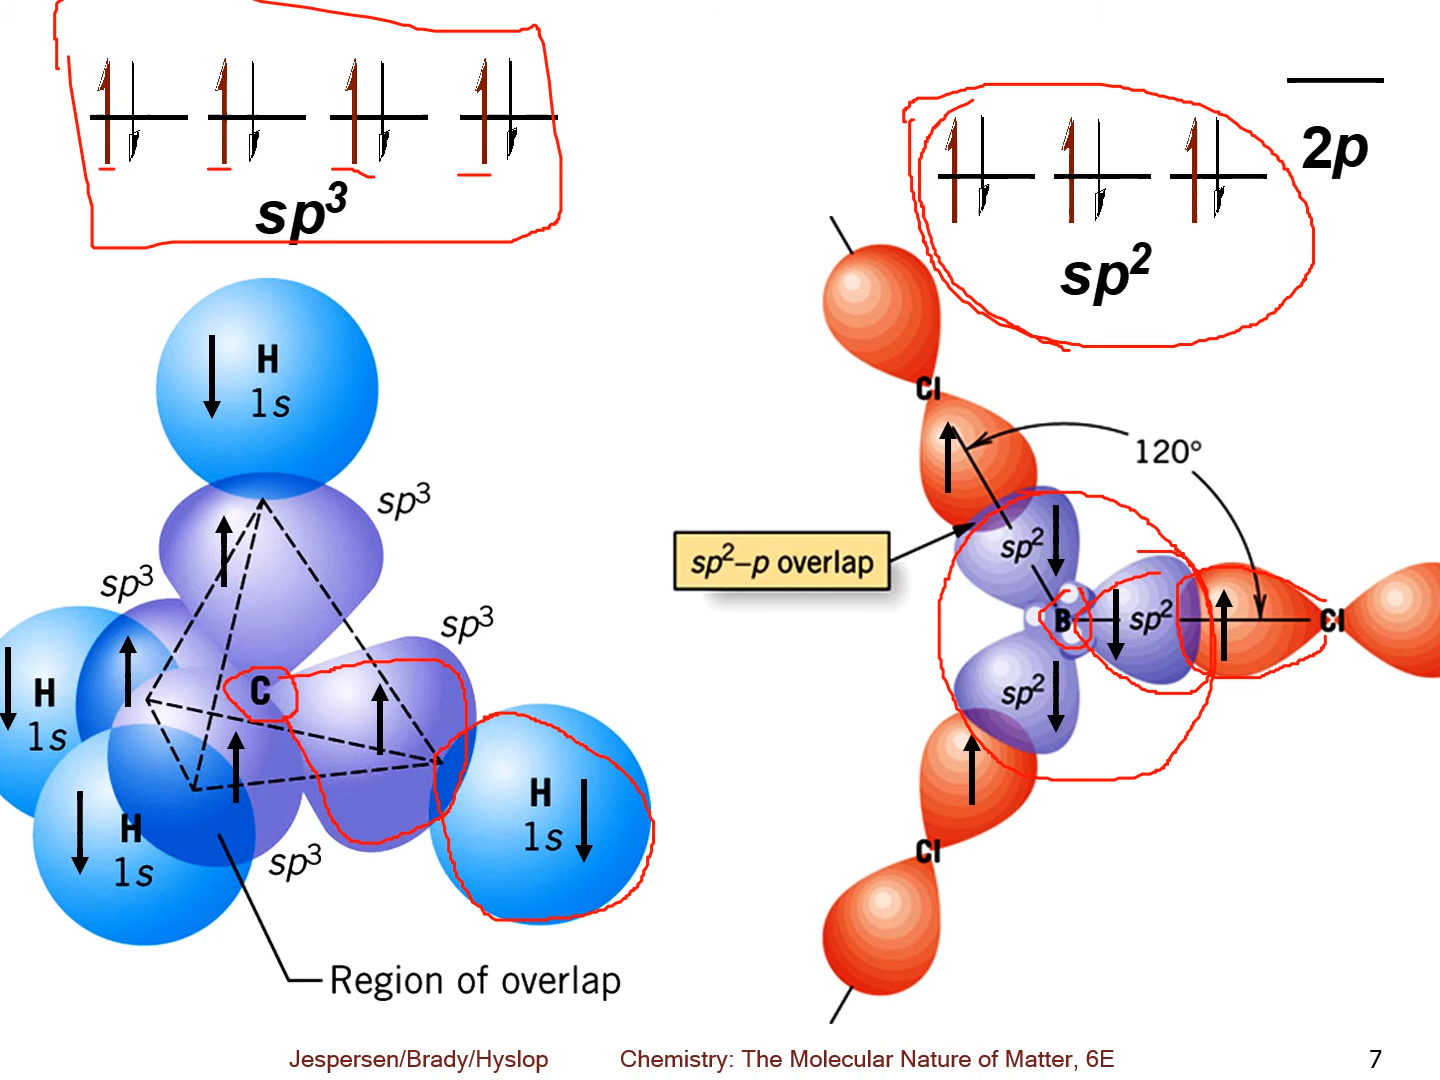 sp3
2p
sp2
H
1s
sp3
sp3
sp3
C
H
1s
H
1s
H
1s
sp3
Region of overlap
Cl
120°
sp2–p overlap
sp2
B
sp2
Cl
sp2
Cl
Jespersen/Brady/Hyslop Chemistry: The Molecular Nature of Matter, 6E 7